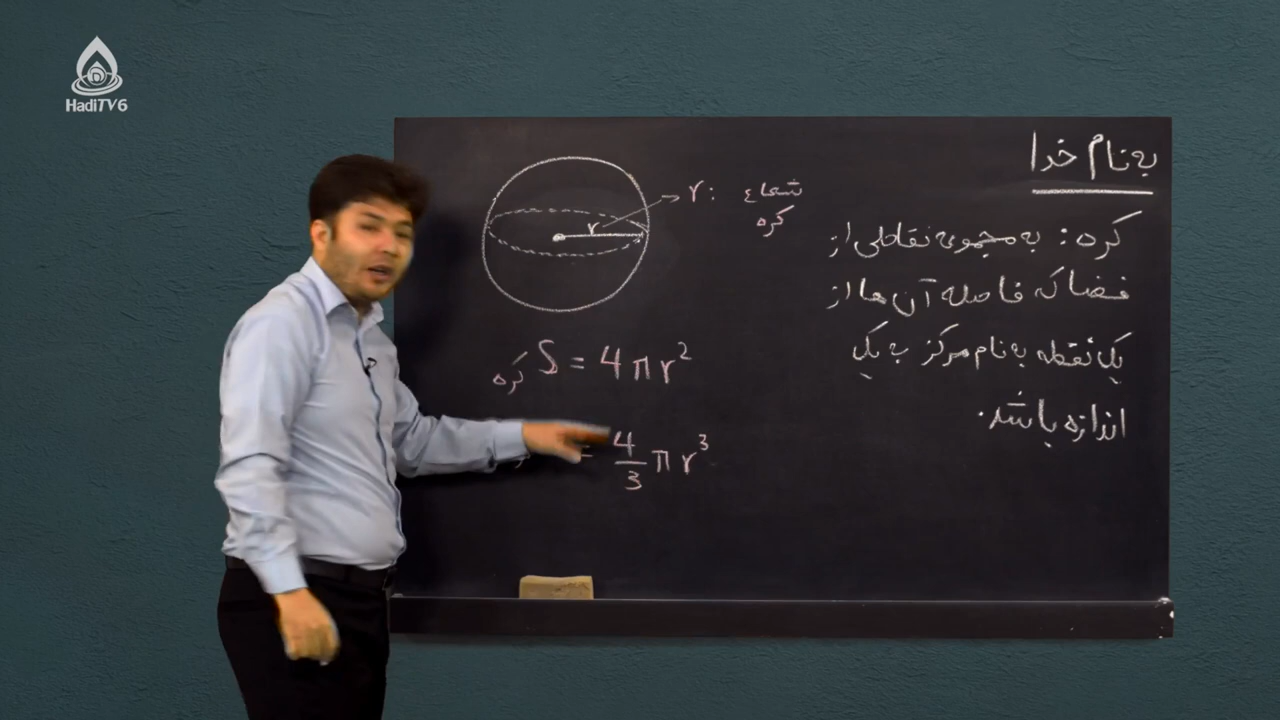 HadiTV6
به نام خدا
کره : به مجموعه نقاطی از
فضا که فاصله آن ها از
یک نقطه به نام مرکز به یک
اندازه باشد.
r : شعاع
کره
r
کره S = 4πr²
= 4/3 πr³